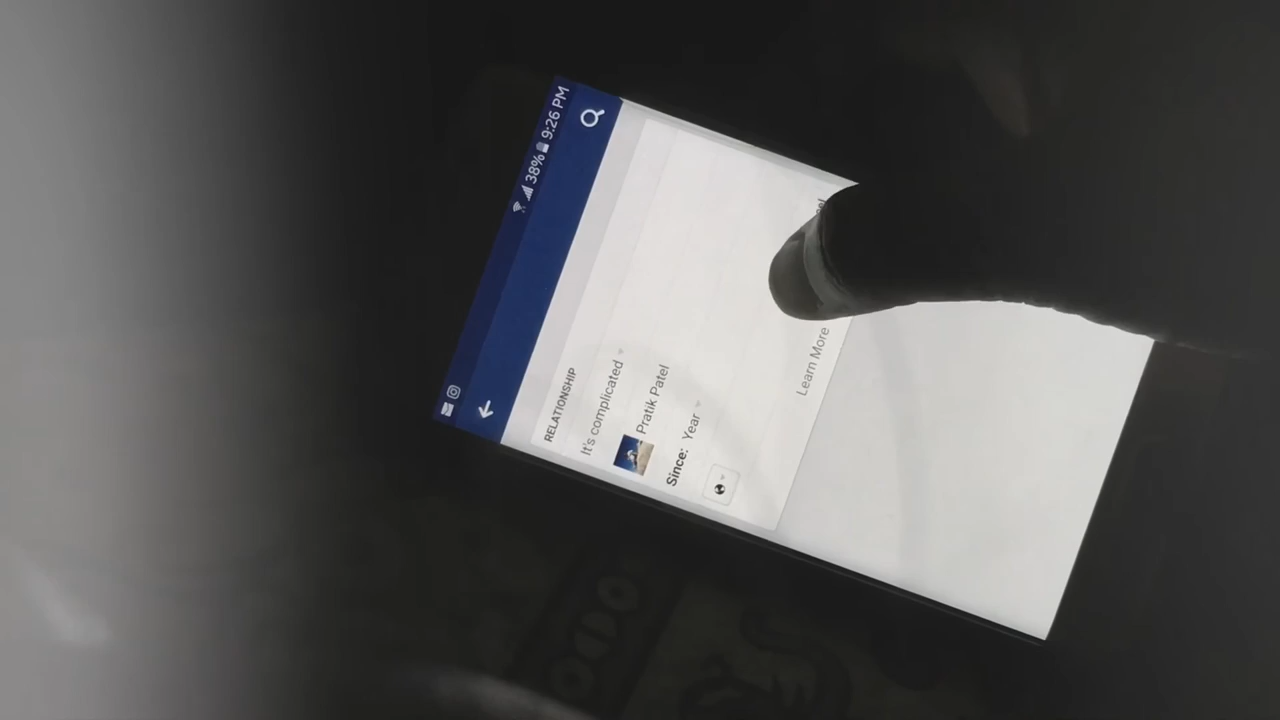 38% 9:26 PM
RELATIONSHIP
It's complicated
Pratik Patel
Since: Year
Learn More